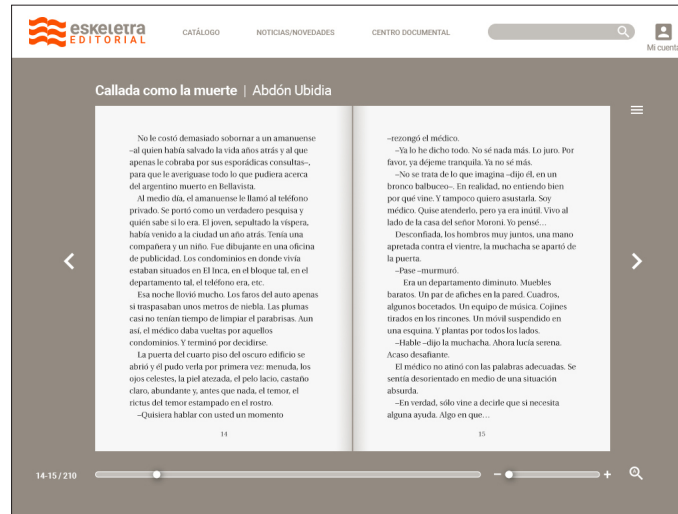 eskeletra
EDITORIAL
CATÁLOGO
NOTICIAS/NOVEDADES
CENTRO DOCUMENTAL
Mi cuenta
Callada como la muerte | Abdón Ubidia
No le costó demasiado sobornar a un amanuense
–al quien había salvado la vida años atrás y al que
apenas le cobraba por sus esporádicas consultas–,
para que le averiguase todo lo que pudiera acerca
del argentino muerto en Bellavista.
Al medio día, el amanuense le llamó al teléfono
privado. Se portó como un verdadero pesquisa y
quién sabe si lo era. El joven, sepultado la víspera,
había venido a la ciudad un año atrás. Tenía una
compañera y un niño. Fue dibujante en una oficina
de publicidad. Los condominios en donde vivía
estaban situados en El Inca, en el bloque tal, en el
departamento tal, el teléfono era, etc.
Esa noche llovió mucho. Los faros del auto apenas
si traspasaban unos metros de niebla. Las plumas
casi no tenían tiempo de limpiar el parabrisas. Aun
así, el médico daba vueltas por aquellos
condominios. Y terminó por decidirse.
La puerta del cuarto piso del oscuro edificio se
abrió y él pudo verla por primera vez: menuda, los
ojos celestes, la piel atezada, el pelo lacio, castaño
claro, abundante y, antes que nada, el temor, el
rictus del temor estampado en el rostro.
–Quisiera hablar con usted un momento
14
–rezongó el médico.
–Ya lo he dicho todo. No sé nada más. Lo juro. Por
favor, ya déjeme tranquila. Ya no sé más.
–No se trata de lo que imagina –dijo él, en un
bronco balbuceo–. En realidad, no entiendo bien
por qué vine. Y tampoco quiero asustarla. Soy
médico. Quise atenderlo, pero ya era inútil. Vivo al
lado de la casa del señor Moroni. Yo pensé…
Desconfiada, los hombros muy juntos, una mano
apretada contra el vientre, la muchacha se apartó de
la puerta.
–Pase –murmuró.
Era un departamento diminuto. Muebles
baratos. Un par de afiches en la pared. Cuadros,
algunos bocetados. Un equipo de música. Cojines
tirados en los rincones. Un móvil suspendido en
una esquina. Y plantas por todos los lados.
–Hable –dijo la muchacha. Ahora lucía serena.
Acaso desafiante.
El médico no atinó con las palabras adecuadas. Se
sentía desorientado en medio de una situación
absurda.
–En verdad, sólo vine a decirle que si necesita
alguna ayuda. Algo en que…
15
14-15 / 210